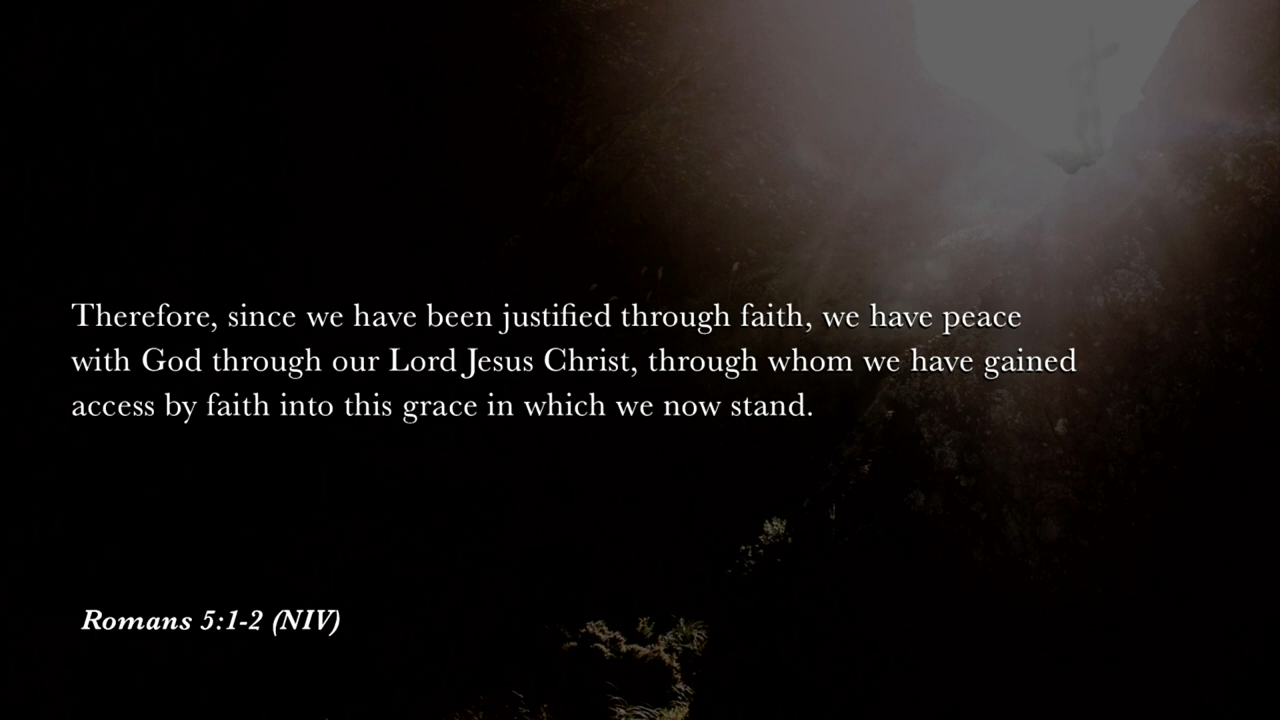 Therefore, since we have been justified through faith, we have peace
with God through our Lord Jesus Christ, through whom we have gained
access by faith into this grace in which we now stand.
Romans 5:1-2 (NIV)